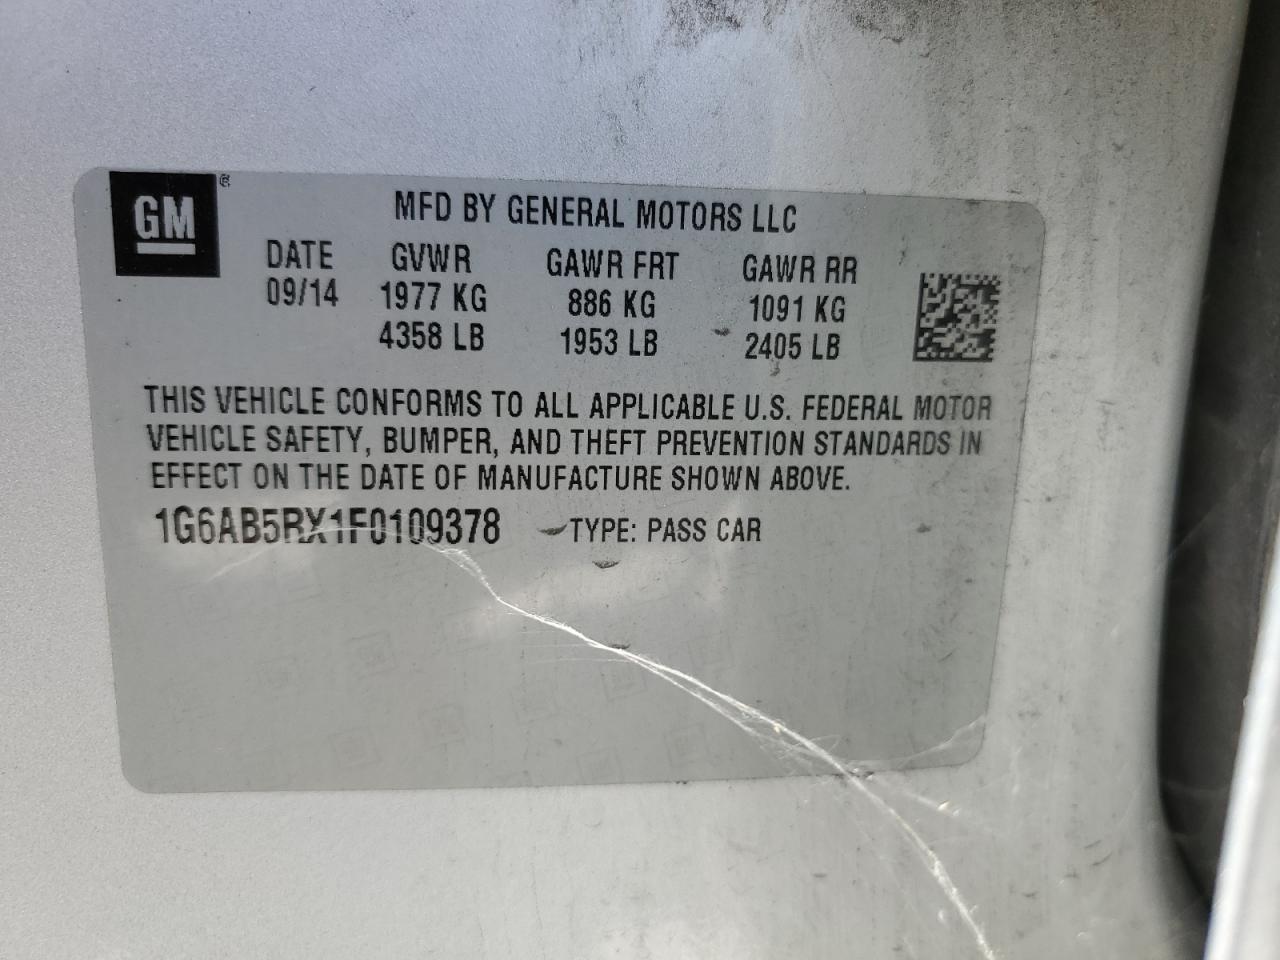 GM®
MFD BY GENERAL MOTORS LLC
DATE GVWR GAWR FRT GAWR RR
09/14 1977 KG 886 KG 1091 KG
4358 LB 1953 LB 2405 LB
THIS VEHICLE CONFORMS TO ALL APPLICABLE U.S. FEDERAL MOTOR
VEHICLE SAFETY, BUMPER, AND THEFT PREVENTION STANDARDS IN
EFFECT ON THE DATE OF MANUFACTURE SHOWN ABOVE.
1G6AB5RX1F0109378 TYPE: PASS CAR